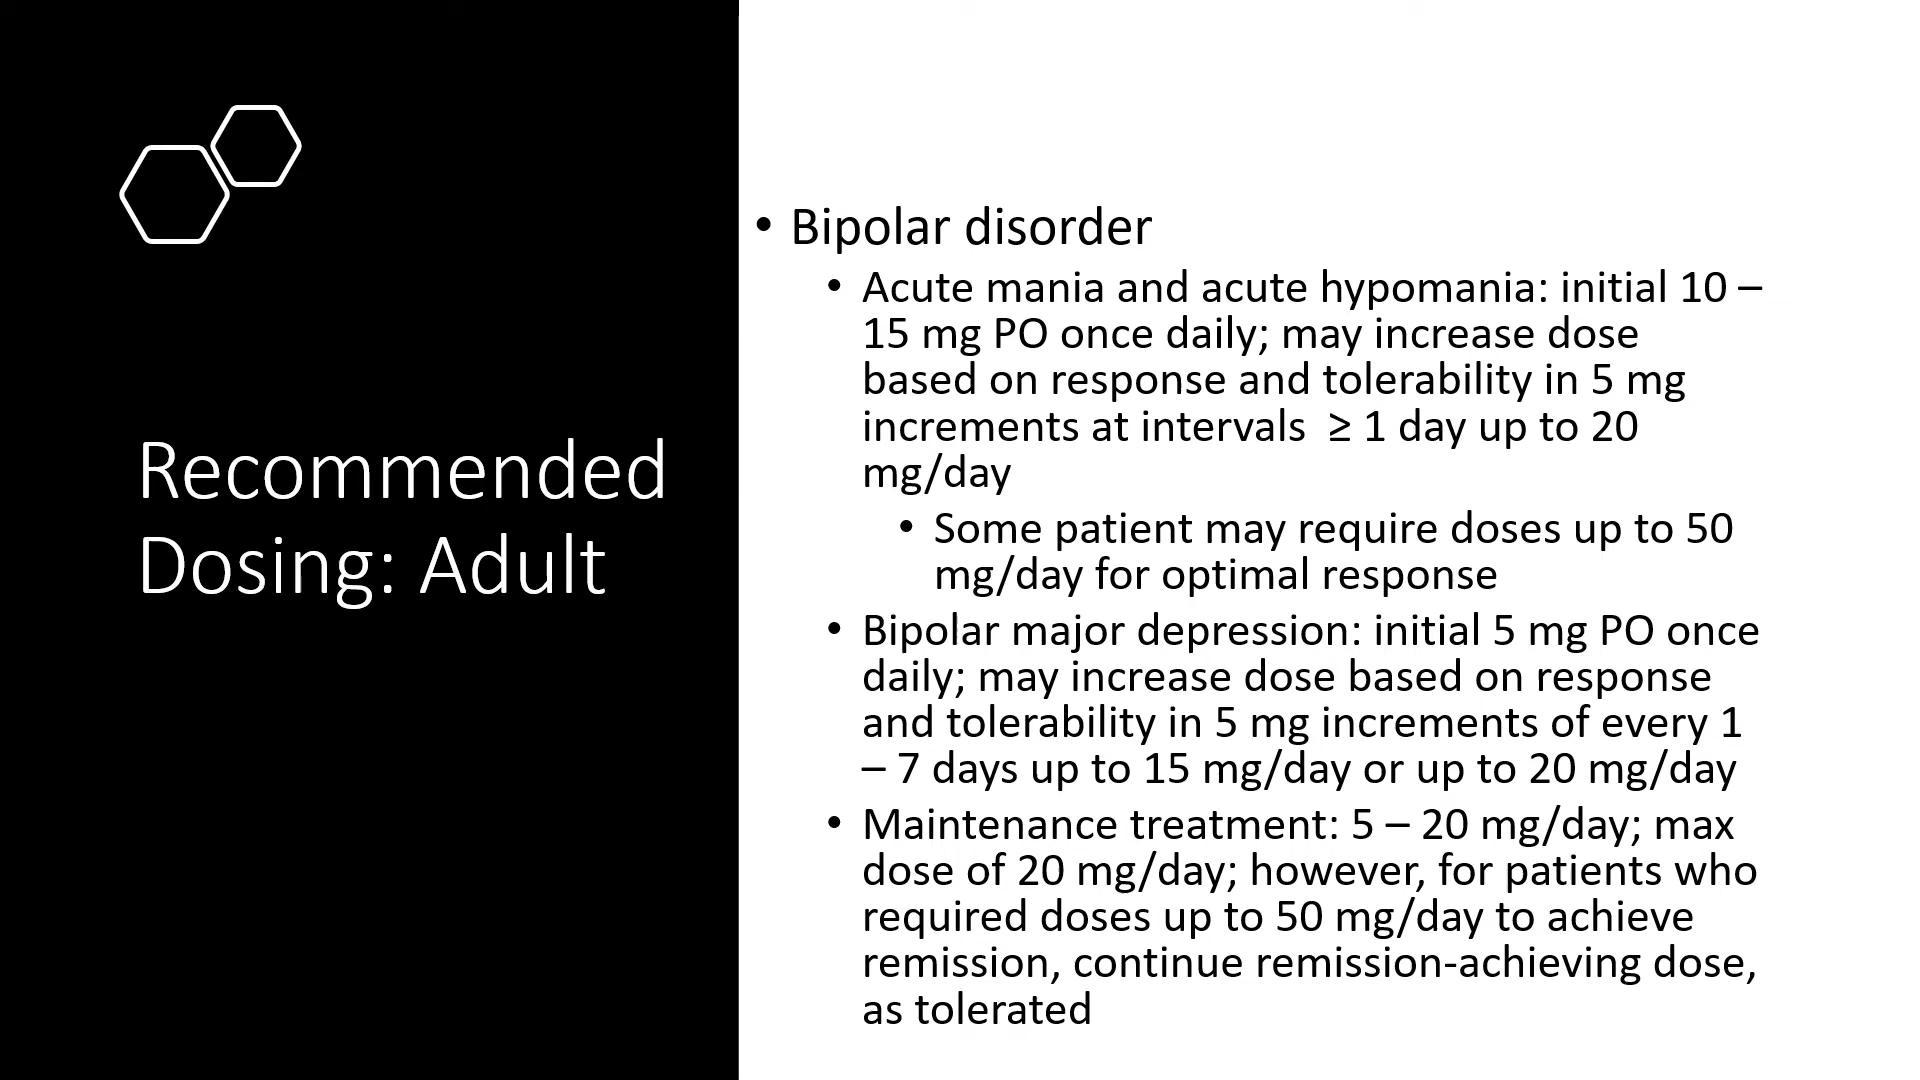 Recommended
Dosing: Adult
• Bipolar disorder
• Acute mania and acute hypomania: initial 10 –
15 mg PO once daily; may increase dose
based on response and tolerability in 5 mg
increments at intervals  ≥ 1 day up to 20
mg/day
• Some patient may require doses up to 50
mg/day for optimal response
• Bipolar major depression: initial 5 mg PO once
daily; may increase dose based on response
and tolerability in 5 mg increments of every 1
– 7 days up to 15 mg/day or up to 20 mg/day
• Maintenance treatment: 5 – 20 mg/day; max
dose of 20 mg/day; however, for patients who
required doses up to 50 mg/day to achieve
remission, continue remission-achieving dose,
as tolerated